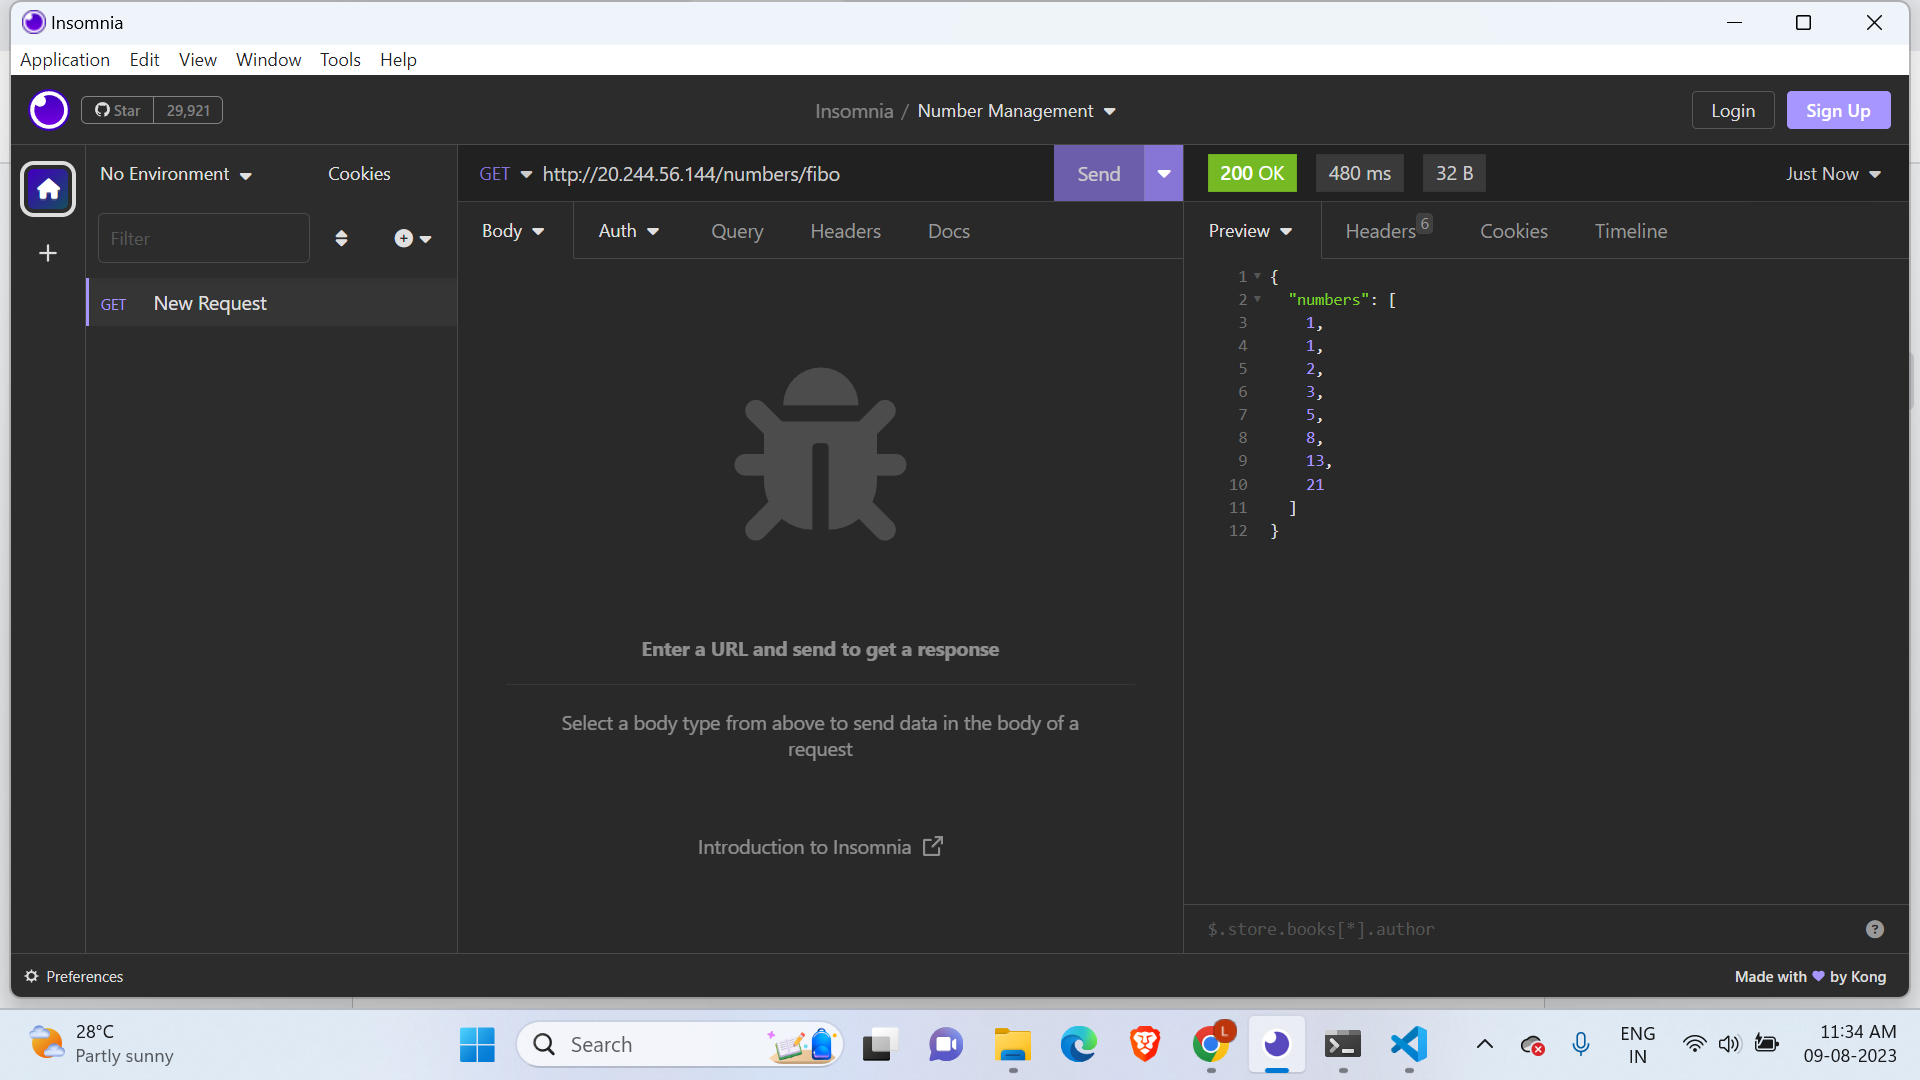 Insomnia
Application Edit View Window Tools Help
Star 29,921
Insomnia / Number Management
Login Sign Up
No Environment Cookies
GET http://20.244.56.144/numbers/fibo Send
200 OK 480 ms 32 B Just Now
Filter
Body Auth Query Headers Docs
Preview Headers 6 Cookies Timeline
GET New Request
1 {
2 "numbers": [
3 1,
4 1,
5 2,
6 3,
7 5,
8 8,
9 13,
10 21
11 ]
12 }
Enter a URL and send to get a response
Select a body type from above to send data in the body of a
request
Introduction to Insomnia
$.store.books[*].author ?
Preferences
Made with by Kong
28°C
Partly sunny
Search
L
ENG
IN
11:34 AM
09-08-2023